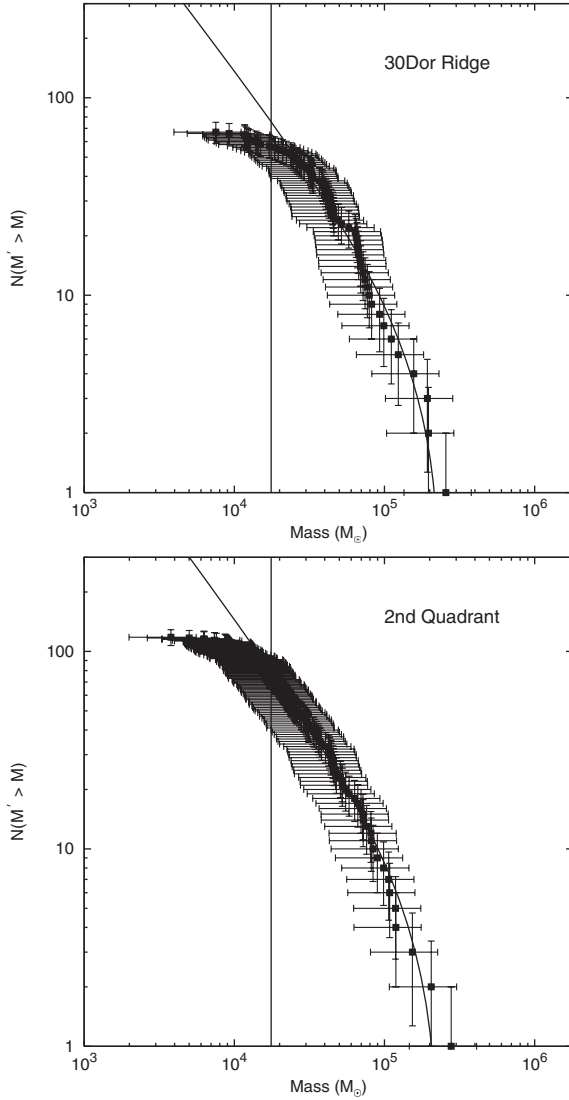 30Dor Ridge
100
10
1
N(M′ > M)
10³ 10⁴ 10⁵ 10⁶
Mass (M☉)
2nd Quadrant
100
10
1
N(M′ > M)
10³ 10⁴ 10⁵ 10⁶
Mass (M☉)